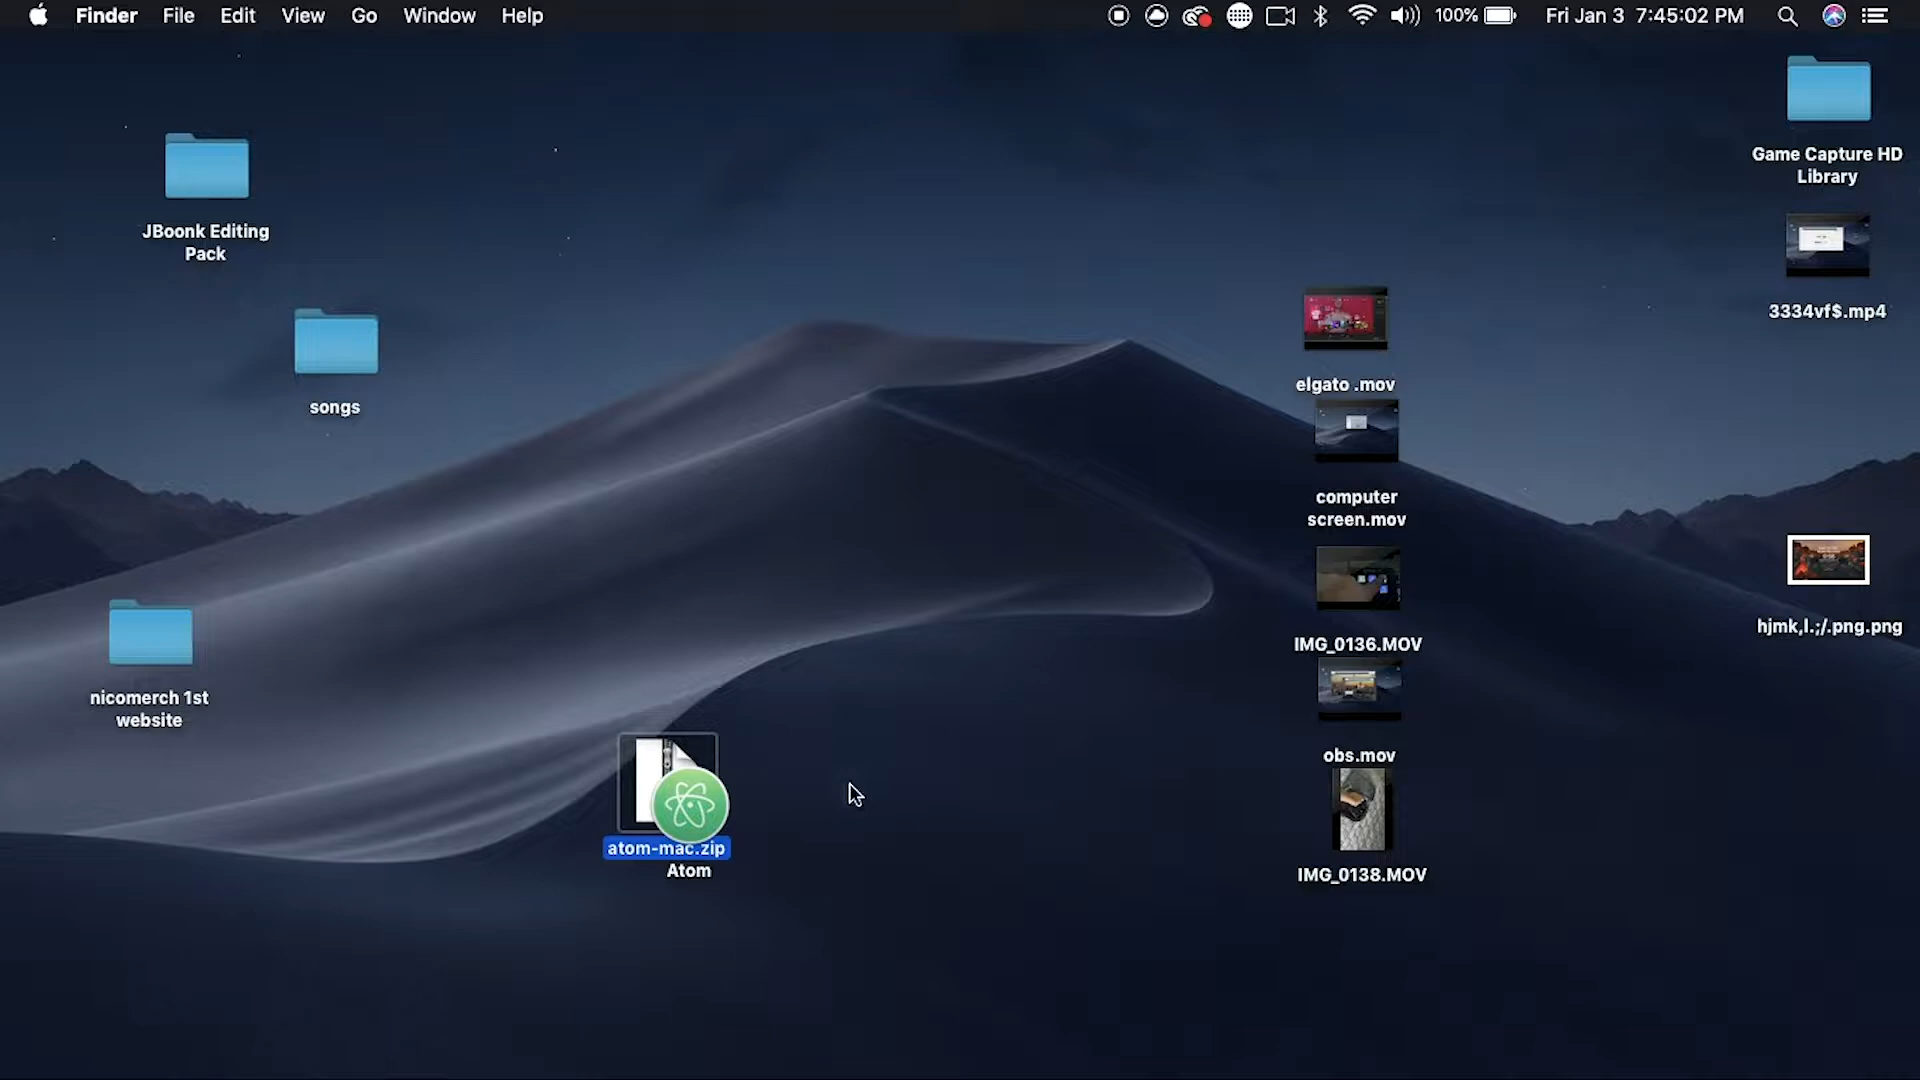 Finder File Edit View Go Window Help 100% Fri Jan 3 7:45:02 PM
JBoonk Editing
Pack
songs
nicomerch 1st
website
atom-mac.zip
Atom
elgato .mov
computer
screen.mov
IMG_0136.MOV
obs.mov
IMG_0138.MOV
Game Capture HD
Library
3334vf$.mp4
hjmk,l.;/.png.png